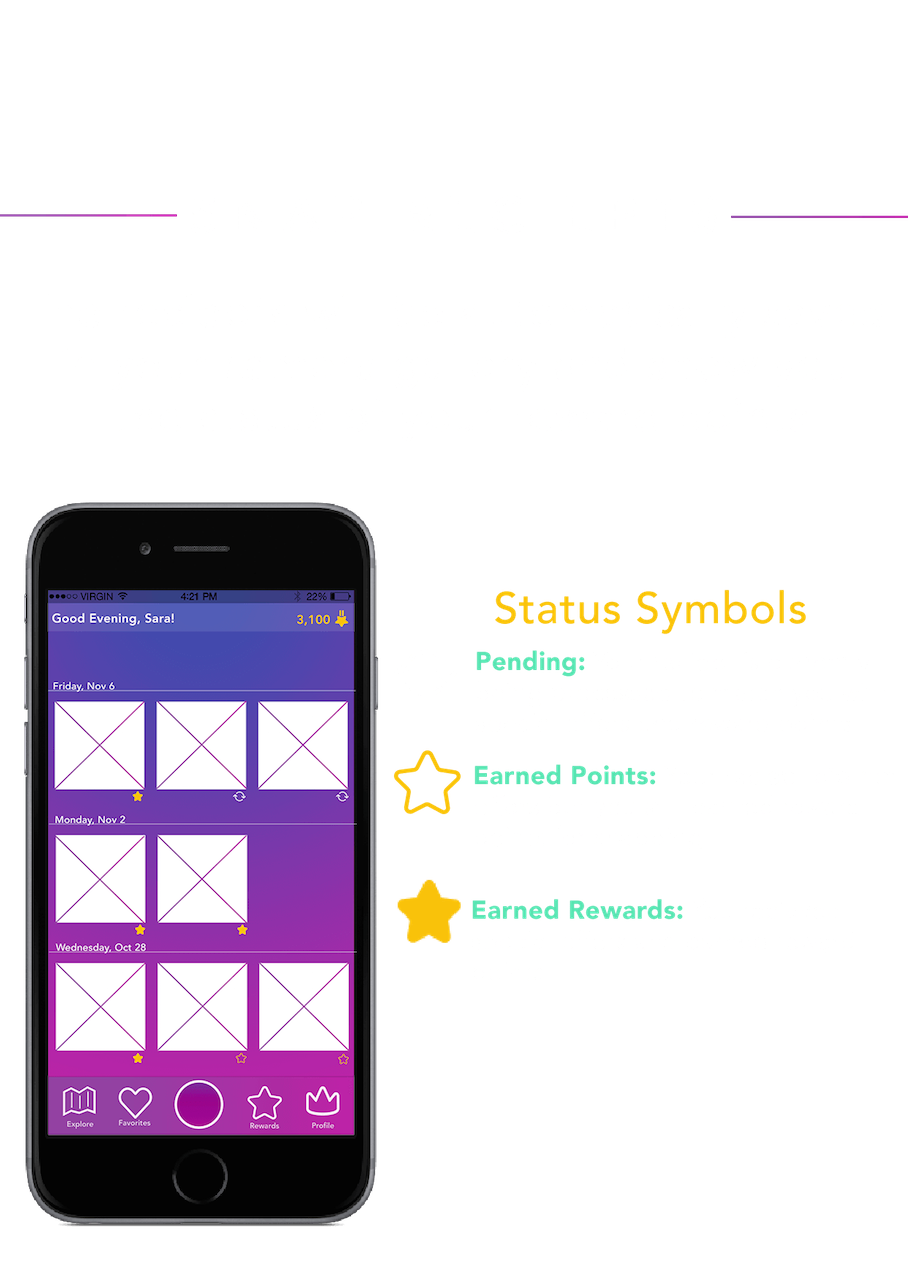 VIRGIN 4:21 PM 22%
Good Evening, Sara! 3,100
Friday, Nov 6
Monday, Nov 2
Wednesday, Oct 28
Explore Favorites Rewards Profile
Status Symbols
Pending:
Earned Points:
Earned Rewards: